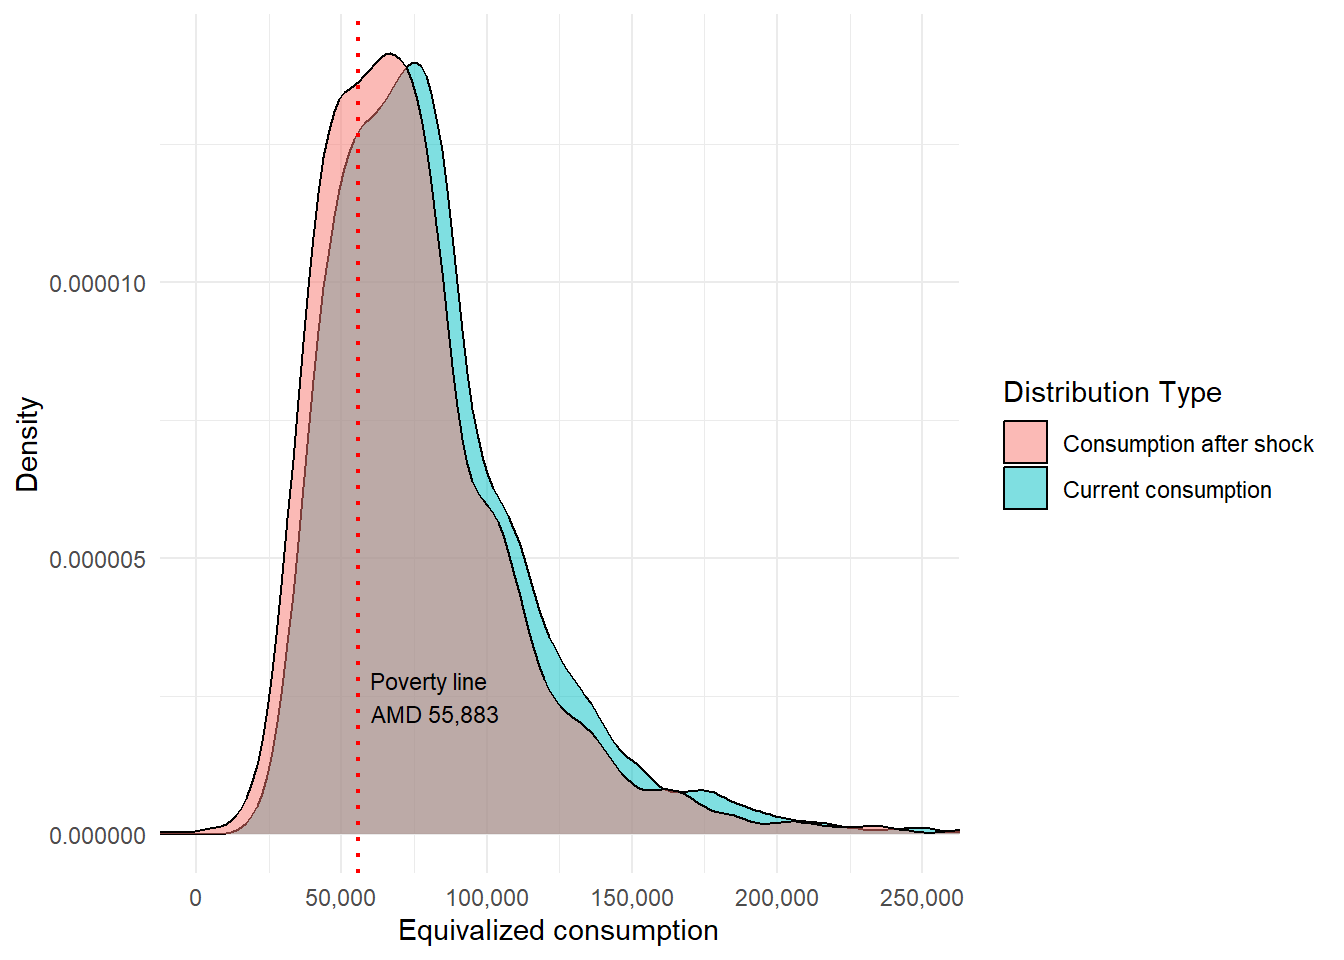 Density
0.000010
0.000005
0.000000
Poverty line
AMD 55,883
0
50,000
100,000
150,000
200,000
250,000
Equivalized consumption
Distribution Type
Consumption after shock
Current consumption